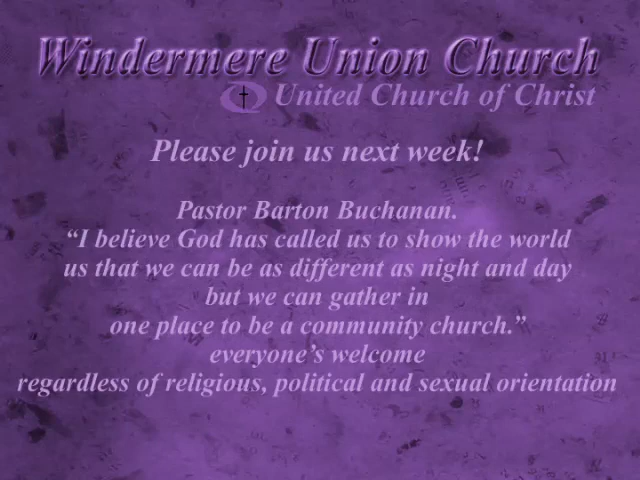 Windermere Union Church
United Church of Christ
Please join us next week!
Pastor Barton Buchanan.
“I believe God has called us to show the world
us that we can be as different as night and day
but we can gather in
one place to be a community church.”
everyone’s welcome
regardless of religious, political and sexual orientation